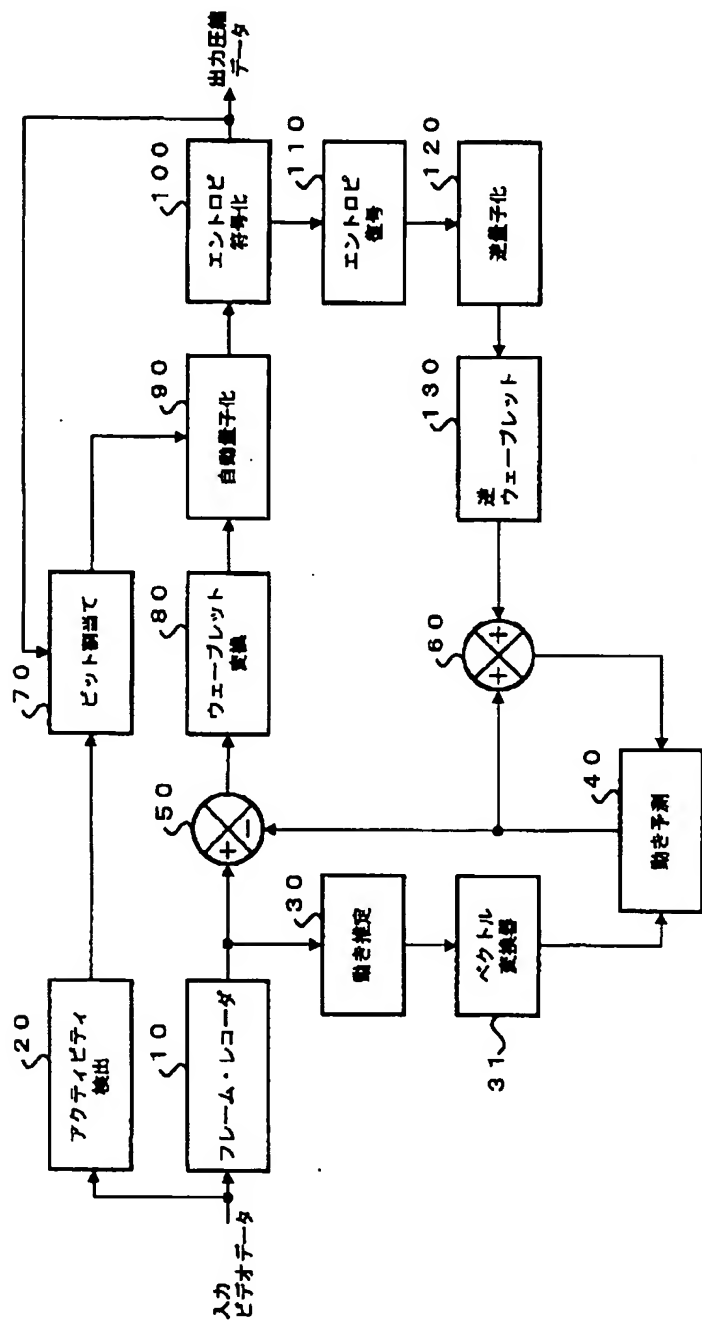 入力
ビデオデータ
20
アクティビティ
検出
10
フレーム・レコーダ
30
動き推定
ベクトル
変換器
31
50
+
−
70
ビット割当て
80
ウェーブレット
変換
90
自動量子化
100
エントロピ
符号化
出力圧縮
データ
110
エントロピ
復号
120
逆量子化
130
逆
ウェーブレット
60
+
+
40
動き予測